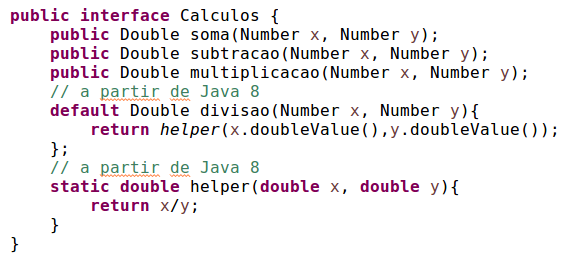 public interface Calculos {
    public Double soma(Number x, Number y);
    public Double subtracao(Number x, Number y);
    public Double multiplicacao(Number x, Number y);
    // a partir de Java 8
    default Double divisao(Number x, Number y){
        return helper(x.doubleValue(),y.doubleValue());
    };
    // a partir de Java 8
    static double helper(double x, double y){
        return x/y;
    }
}